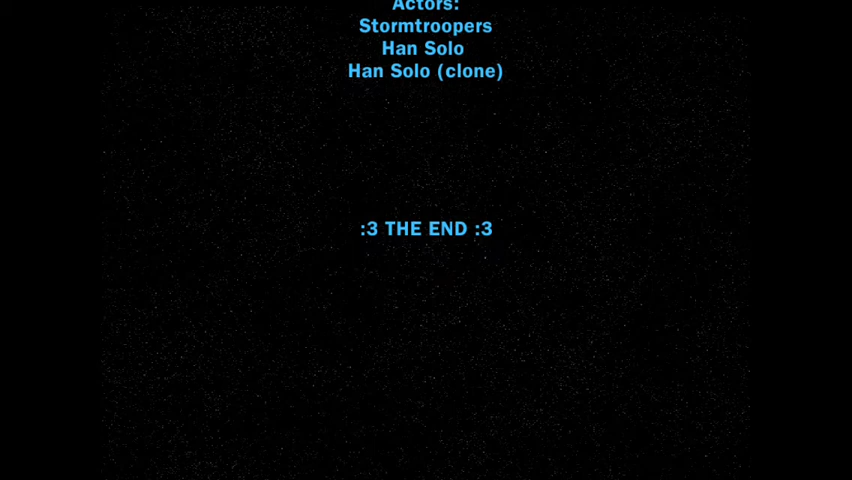 Actors:
Stormtroopers
Han Solo
Han Solo (clone)
:3 THE END :3